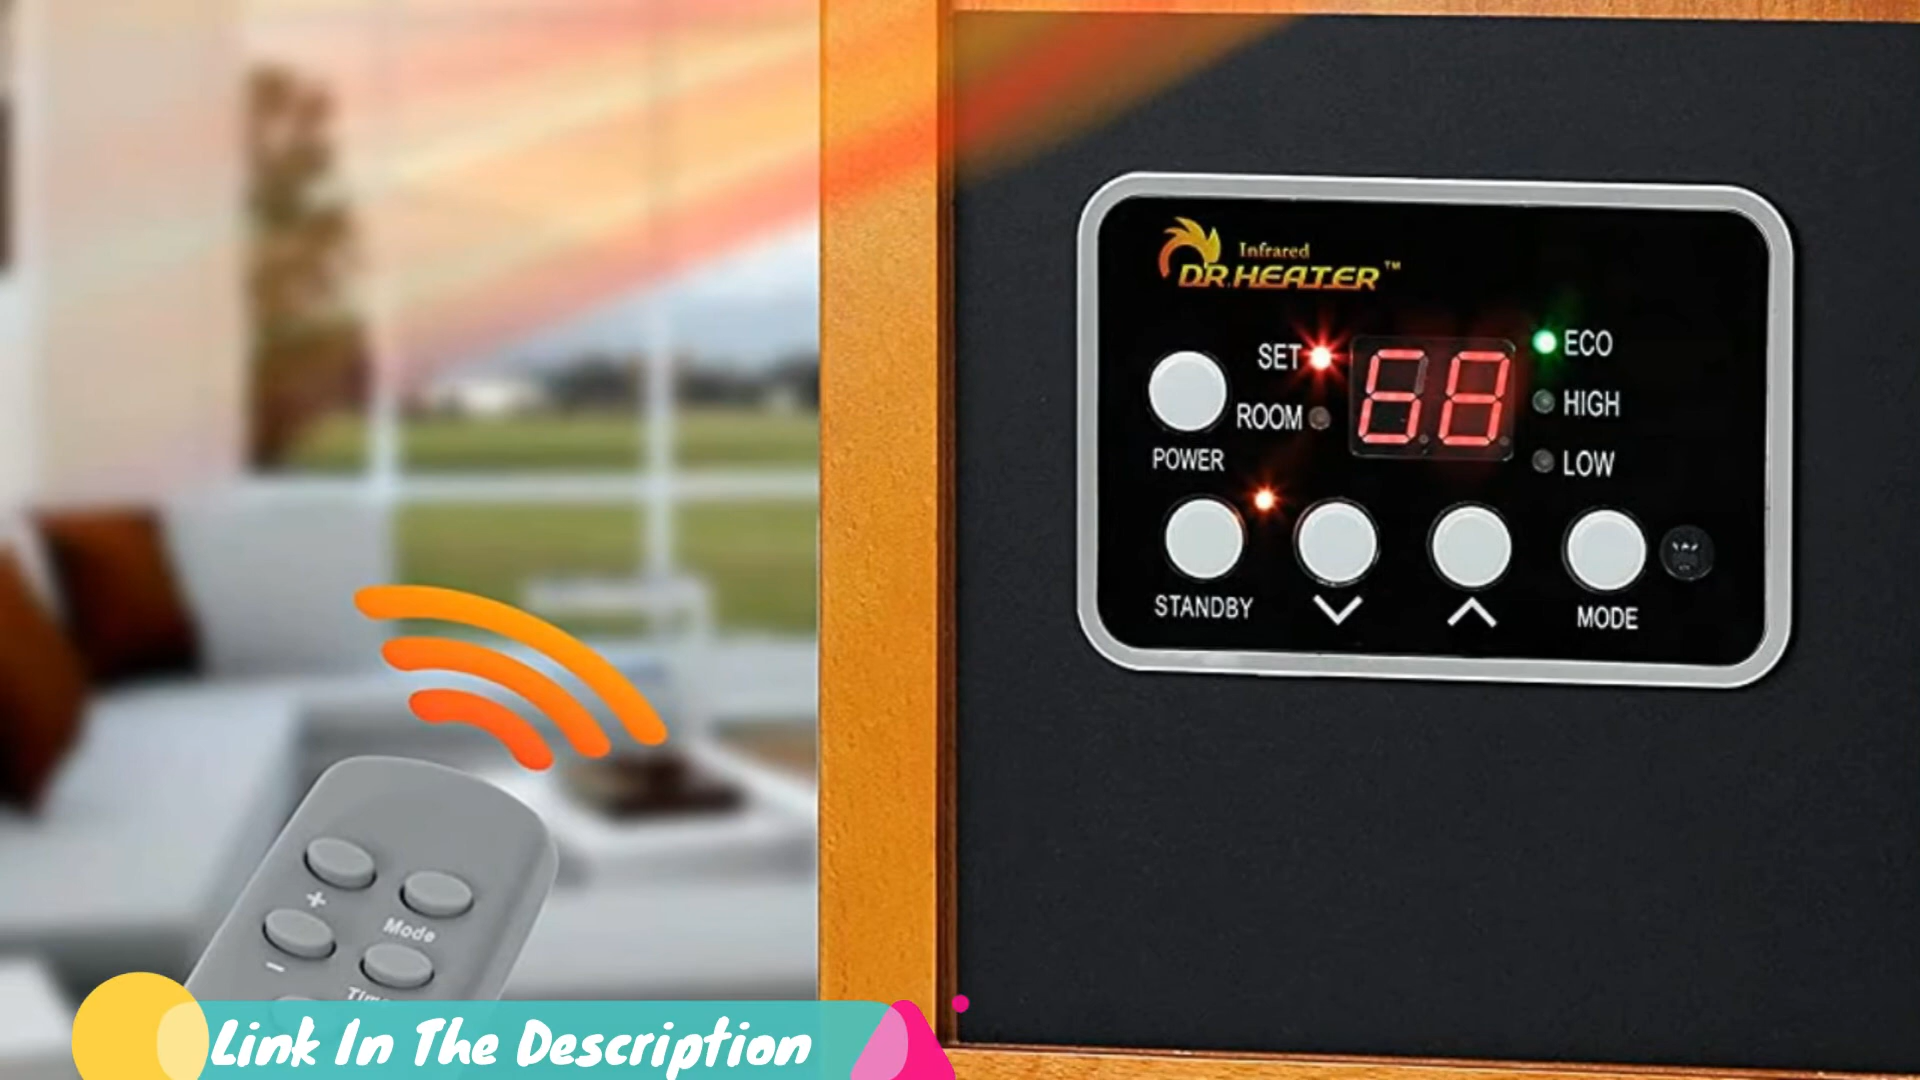 Infrared
DR. HEATER™
SET
68
ECO
ROOM
HIGH
POWER
LOW
STANDBY
MODE
+
Mode
-
Link In The Description